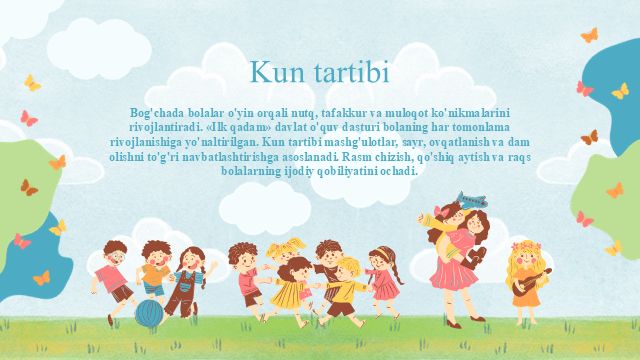 Kun tartibi
Bog'chada bolalar o'yin orqali nutq, tafakkur va muloqot ko'nikmalarini
rivojlantiradi. «Ilk qadam» davlat o'quv dasturi bolaning har tomonlama
rivojlanishiga yo'naltirilgan. Kun tartibi mashg'ulotlar, sayr, ovqatlanish va dam
olishni to'g'ri navbatlashtirishga asoslanadi. Rasm chizish, qo'shiq aytish va raqs
bolalarning ijodiy qobiliyatini ochadi.